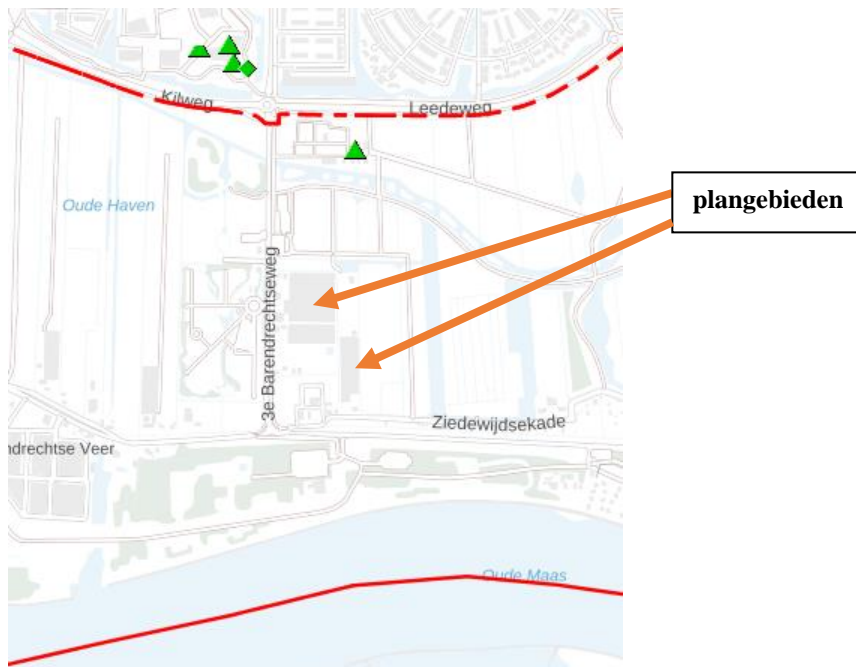 Kilweg
Leedeweg
plangebieden
Oude Haven
3e Barendrechtseweg
Ziedewijdsekade
ndrechtse Veer
Oude Maas